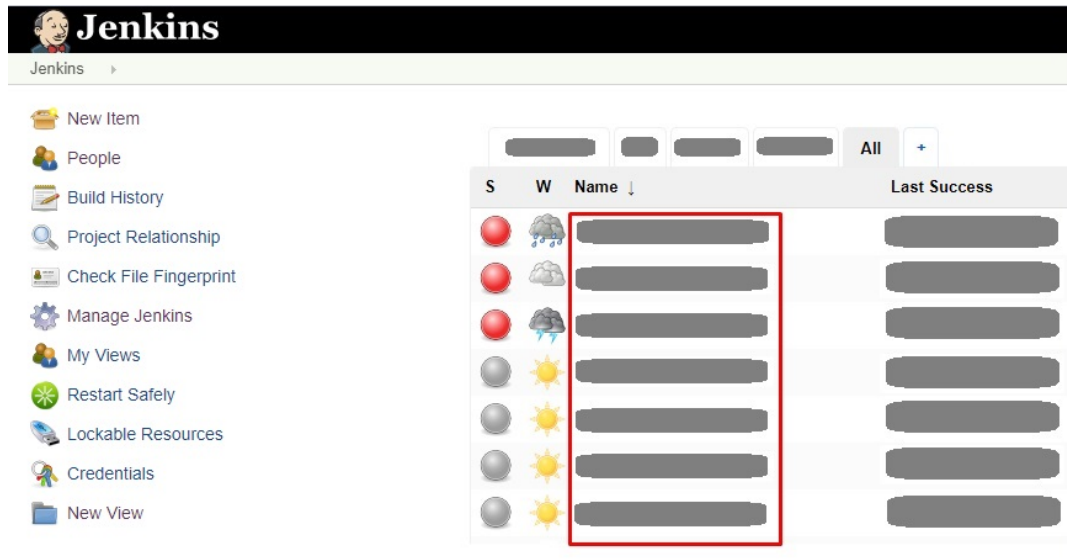 Jenkins
Jenkins
New Item
People
Build History
Project Relationship
Check File Fingerprint
Manage Jenkins
My Views
Restart Safely
Lockable Resources
Credentials
New View
All +
S W Name ↓ Last Success